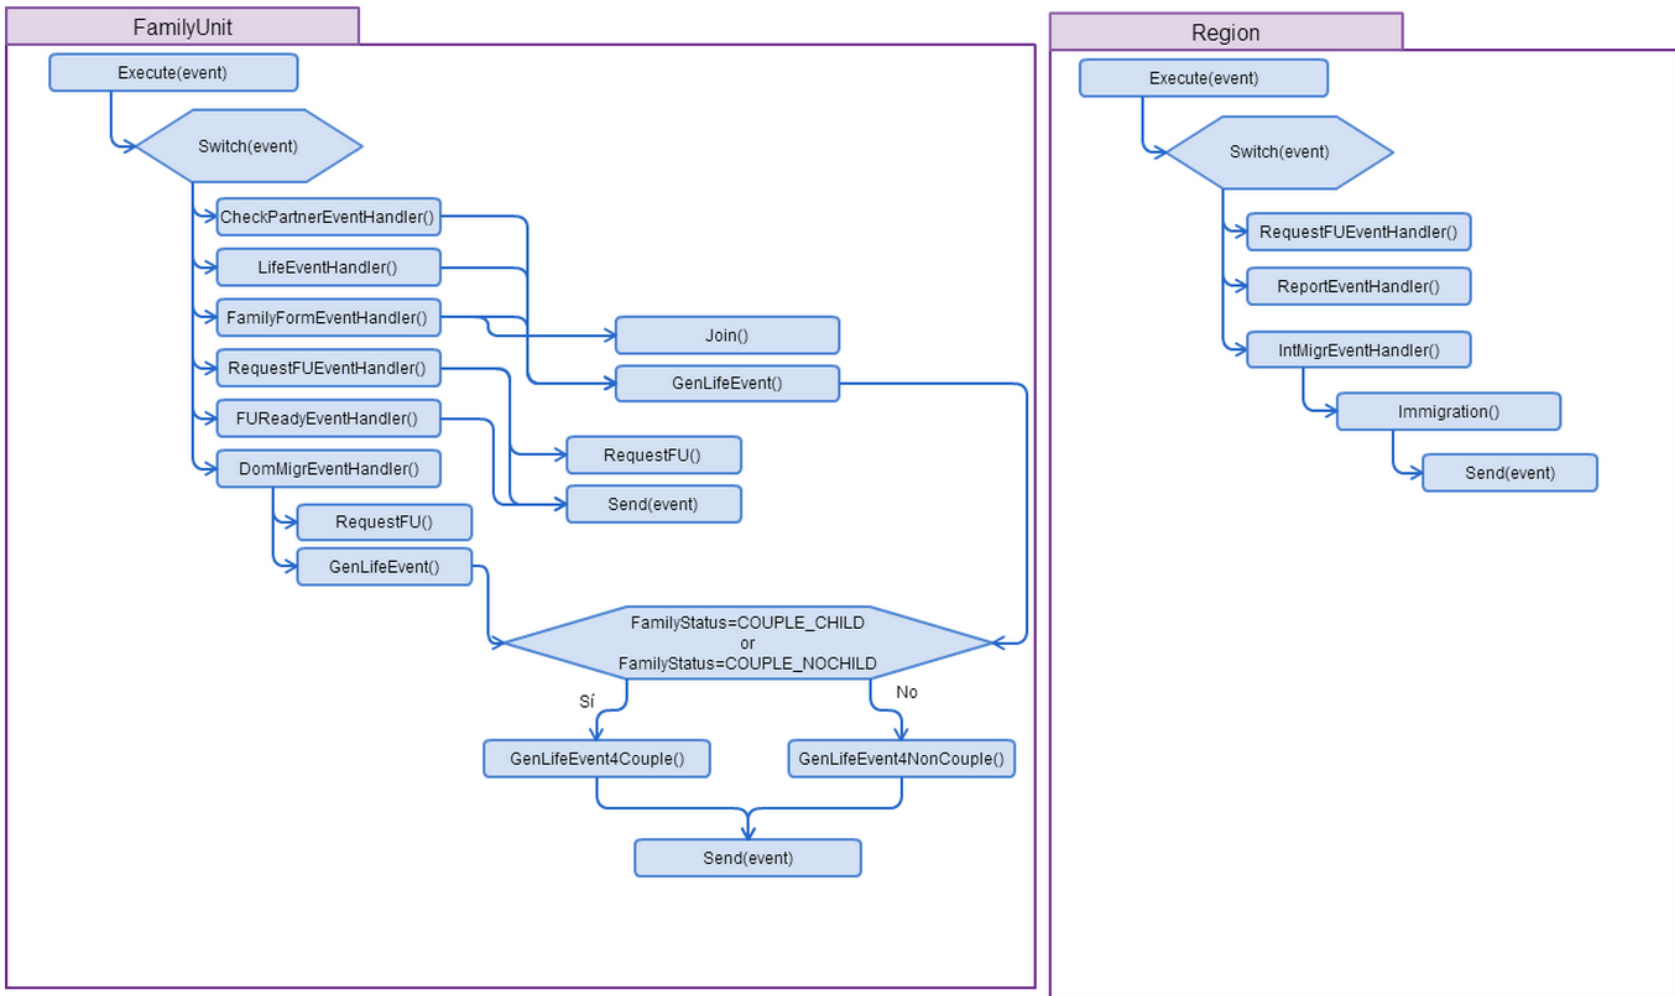 FamilyUnit
Execute(event)
Switch(event)
CheckPartnerEventHandler()
LifeEventHandler()
FamilyFormEventHandler()
Join()
RequestFUEventHandler()
GenLifeEvent()
FUReadyEventHandler()
RequestFU()
DomMigrEventHandler()
Send(event)
RequestFU()
GenLifeEvent()
FamilyStatus=COUPLE_CHILD
or
FamilyStatus=COUPLE_NOCHILD
Sí
No
GenLifeEvent4Couple()
GenLifeEvent4NonCouple()
Send(event)
Region
Execute(event)
Switch(event)
RequestFUEventHandler()
ReportEventHandler()
IntMigrEventHandler()
Immigration()
Send(event)